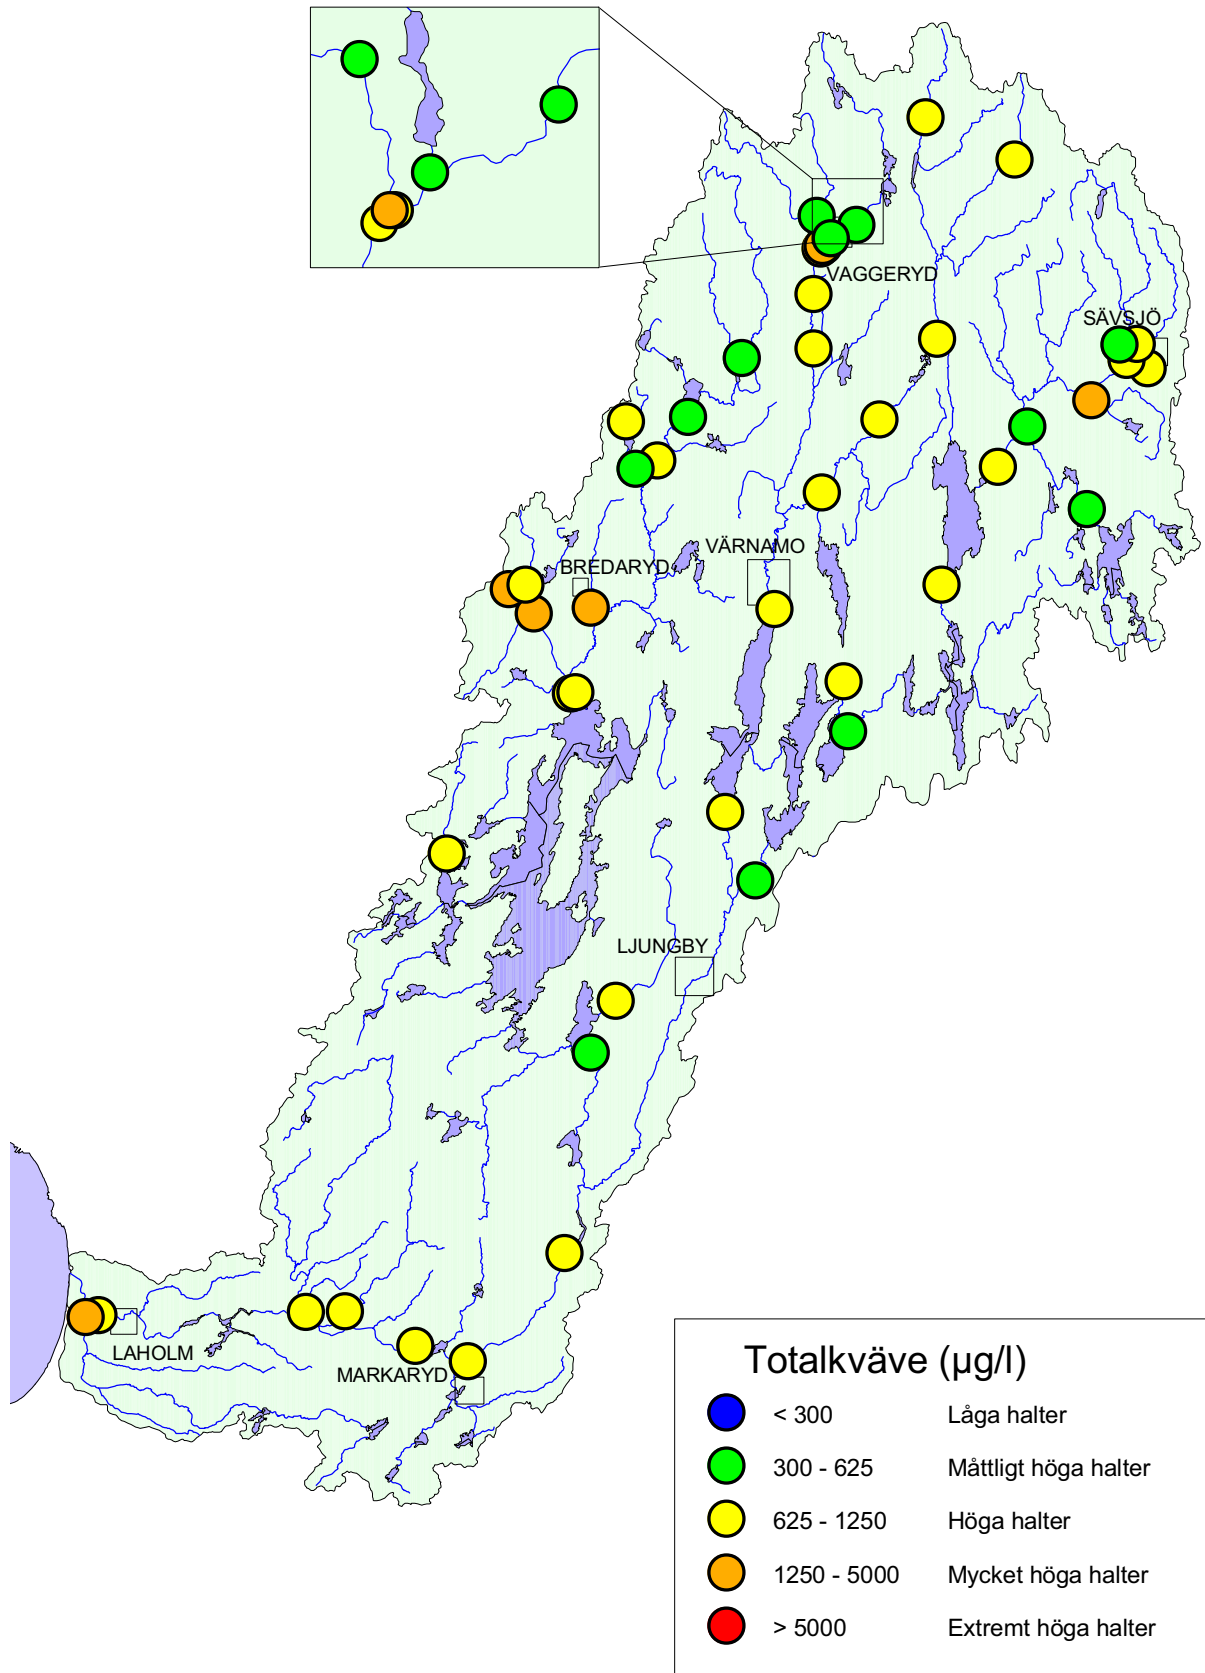 VAGGERYD
SÄVSJÖ
VÄRNAMO
BREDARYD
LJUNGBY
LAHOLM
MARKARYD
Totalkväve (µg/l)
< 300 Låga halter
300 - 625 Måttligt höga halter
625 - 1250 Höga halter
1250 - 5000 Mycket höga halter
> 5000 Extremt höga halter